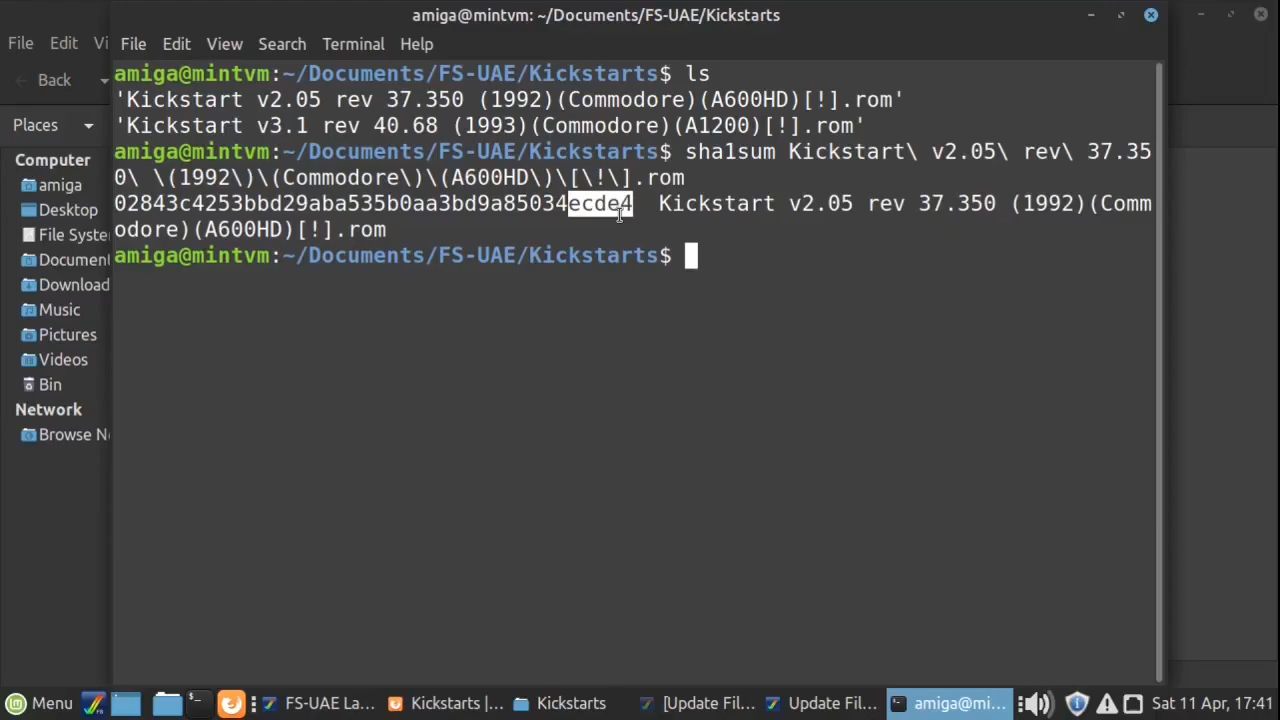 amiga@mintvm: ~/Documents/FS-UAE/Kickstarts
File Edit Vi
File Edit View Search Terminal Help
Back
Places
Computer
amiga
Desktop
File Syste
Document
Download
Music
Pictures
Videos
Bin
Network
Browse N
amiga@mintvm:~/Documents/FS-UAE/Kickstarts$ ls
'Kickstart v2.05 rev 37.350 (1992)(Commodore)(A600HD)[!].rom'
'Kickstart v3.1 rev 40.68 (1993)(Commodore)(A1200)[!].rom'
amiga@mintvm:~/Documents/FS-UAE/Kickstarts$ sha1sum Kickstart\ v2.05\ rev\ 37.35
0\ \(1992\)\(Commodore\)\(A600HD\)\[\!\].rom
02843c4253bbd29aba535b0aa3bd9a85034ecde4  Kickstart v2.05 rev 37.350 (1992)(Comm
odore)(A600HD)[!].rom
amiga@mintvm:~/Documents/FS-UAE/Kickstarts$
Menu FS-UAE La... Kickstarts |... Kickstarts [Update Fil... Update Fil... amiga@mi... Sat 11 Apr, 17:41